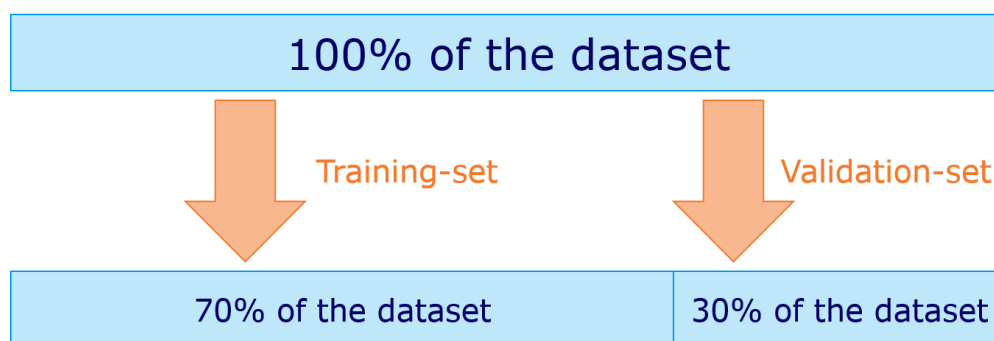 100% of the dataset
Training-set
Validation-set
70% of the dataset
30% of the dataset